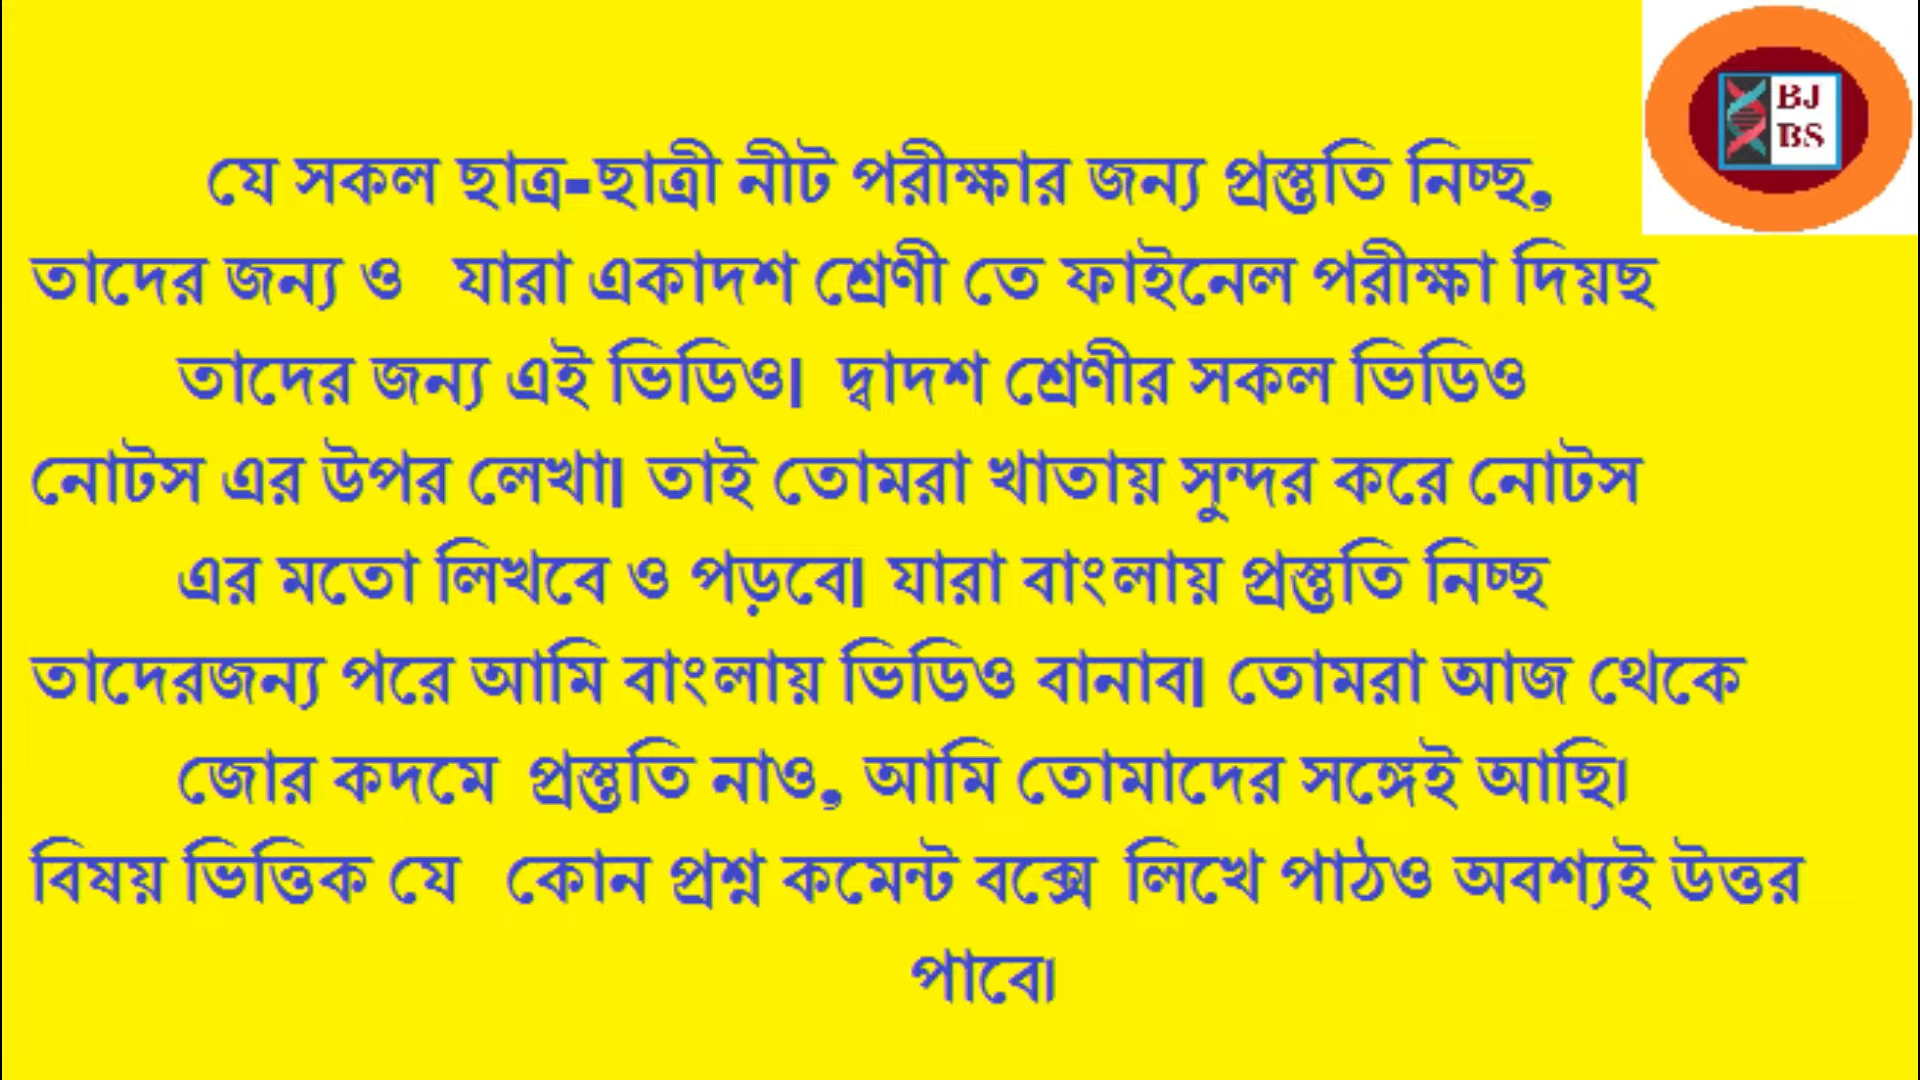 BJ
BS
যে সকল ছাত্র-ছাত্রী নীট পরীক্ষার জন্য প্রস্তুতি নিচ্ছ,
তাদের জন্য ও যারা একাদশ শ্রেণী তে ফাইনেল পরীক্ষা দিয়ছ
তাদের জন্য এই ভিডিও। দ্বাদশ শ্রেণীর সকল ভিডিও
নোটস এর উপর লেখা। তাই তোমরা খাতায় সুন্দর করে নোটস
এর মতো লিখবে ও পড়বে। যারা বাংলায় প্রস্তুতি নিচ্ছ
তাদেরজন্য পরে আমি বাংলায় ভিডিও বানাব। তোমরা আজ থেকে
জোর কদমে প্রস্তুতি নাও, আমি তোমাদের সঙ্গেই আছি।
বিষয় ভিত্তিক যে কোন প্রশ্ন কমেন্ট বক্সে লিখে পাঠও অবশ্যই উত্তর
পাবে।